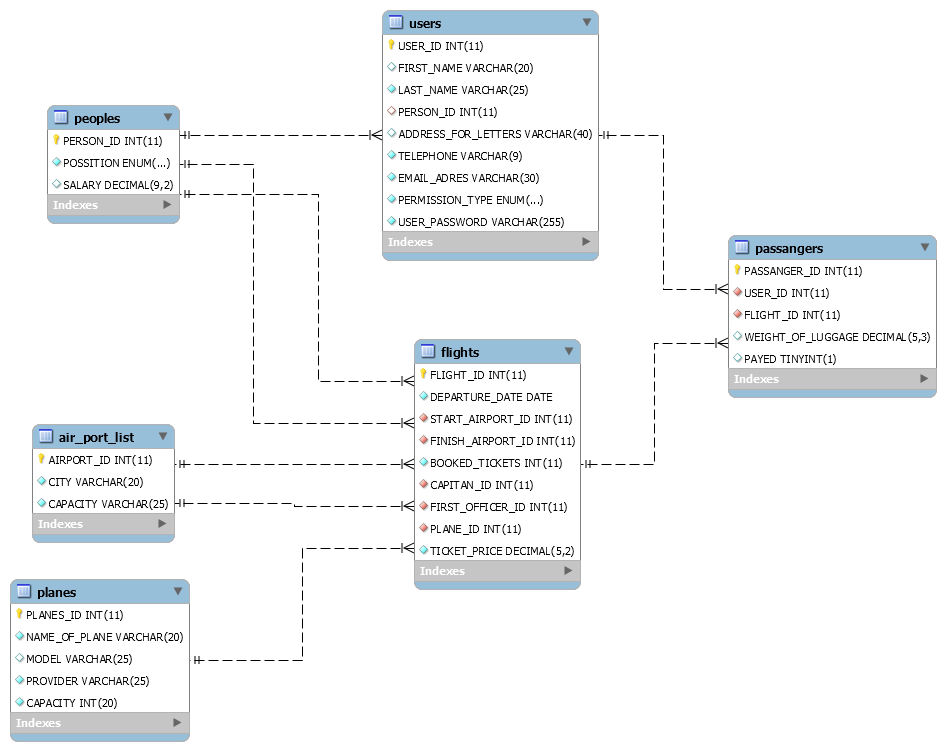 users
USER_ID INT(11)
FIRST_NAME VARCHAR(20)
LAST_NAME VARCHAR(25)
PERSON_ID INT(11)
ADDRESS_FOR_LETTERS VARCHAR(40)
TELEPHONE VARCHAR(9)
EMAIL_ADRES VARCHAR(30)
PERMISSION_TYPE ENUM(...)
USER_PASSWORD VARCHAR(255)
Indexes
peoples
PERSON_ID INT(11)
POSSITION ENUM(...)
SALARY DECIMAL(9,2)
Indexes
passangers
PASSANGER_ID INT(11)
USER_ID INT(11)
FLIGHT_ID INT(11)
WEIGHT_OF_LUGGAGE DECIMAL(5,3)
PAYED TINYINT(1)
Indexes
flights
FLIGHT_ID INT(11)
DEPARTURE_DATE DATE
START_AIRPORT_ID INT(11)
FINISH_AIRPORT_ID INT(11)
BOOKED_TICKETS INT(11)
CAPITAN_ID INT(11)
FIRST_OFFICER_ID INT(11)
PLANE_ID INT(11)
TICKET_PRICE DECIMAL(5,2)
Indexes
air_port_list
AIRPORT_ID INT(11)
CITY VARCHAR(20)
CAPACITY VARCHAR(25)
Indexes
planes
PLANES_ID INT(11)
NAME_OF_PLANE VARCHAR(20)
MODEL VARCHAR(25)
PROVIDER VARCHAR(25)
CAPACITY INT(20)
Indexes